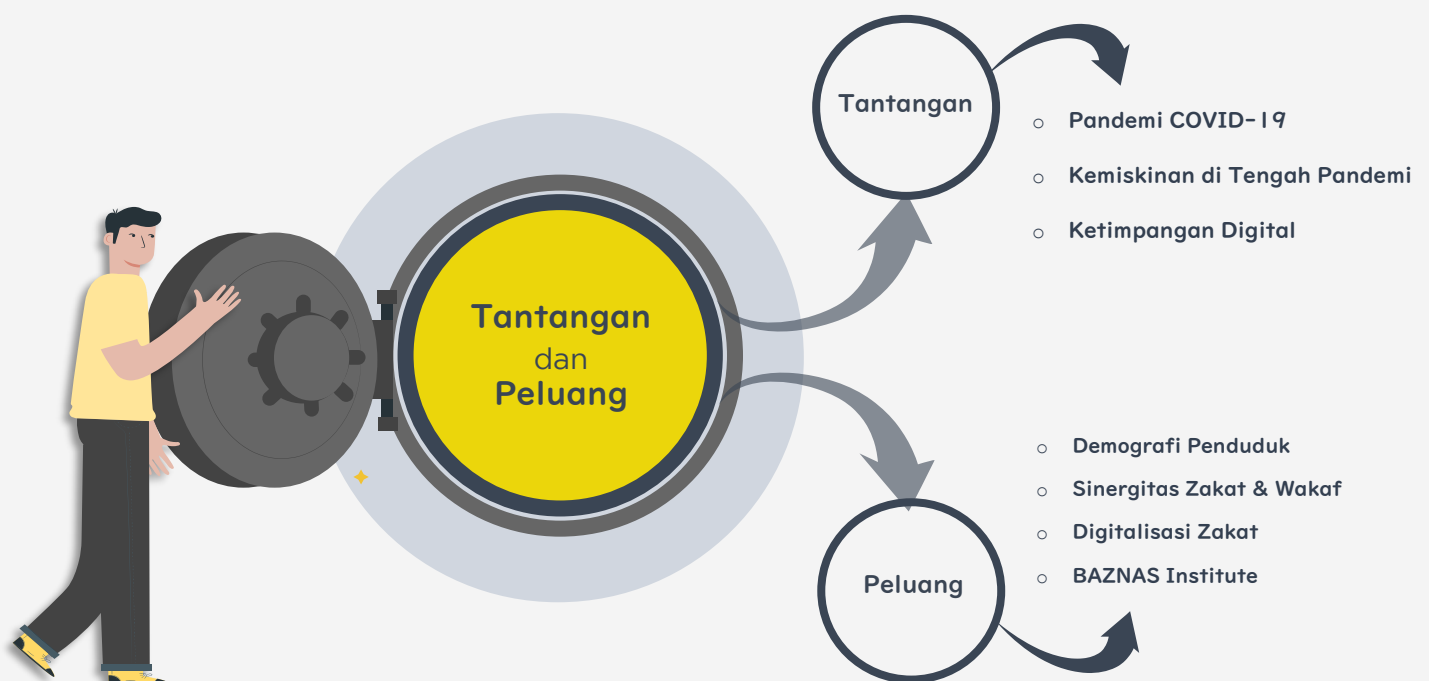 Tantangan
dan
Peluang
Tantangan
○ Pandemi COVID-19
○ Kemiskinan di Tengah Pandemi
○ Ketimpangan Digital
Peluang
○ Demografi Penduduk
○ Sinergitas Zakat & Wakaf
○ Digitalisasi Zakat
○ BAZNAS Institute